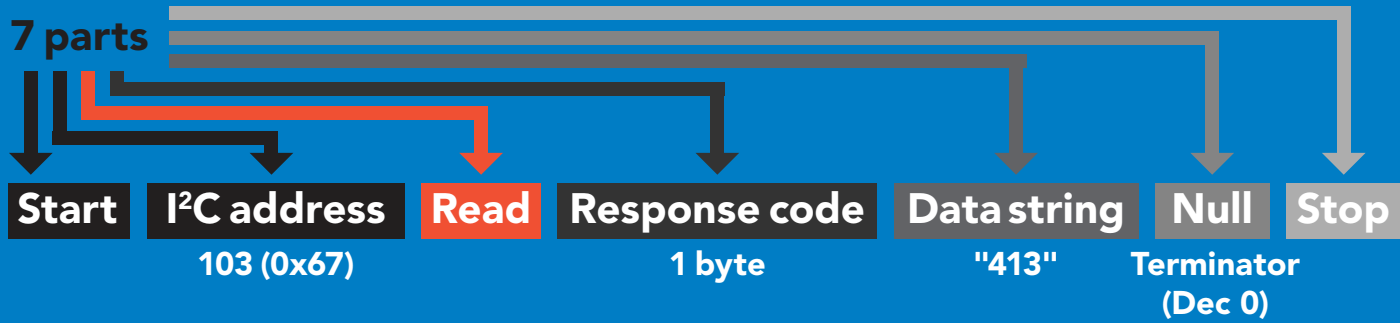 7 parts
Start I²C address Read Response code Data string Null Stop
103 (0x67) 1 byte "413" Terminator
(Dec 0)